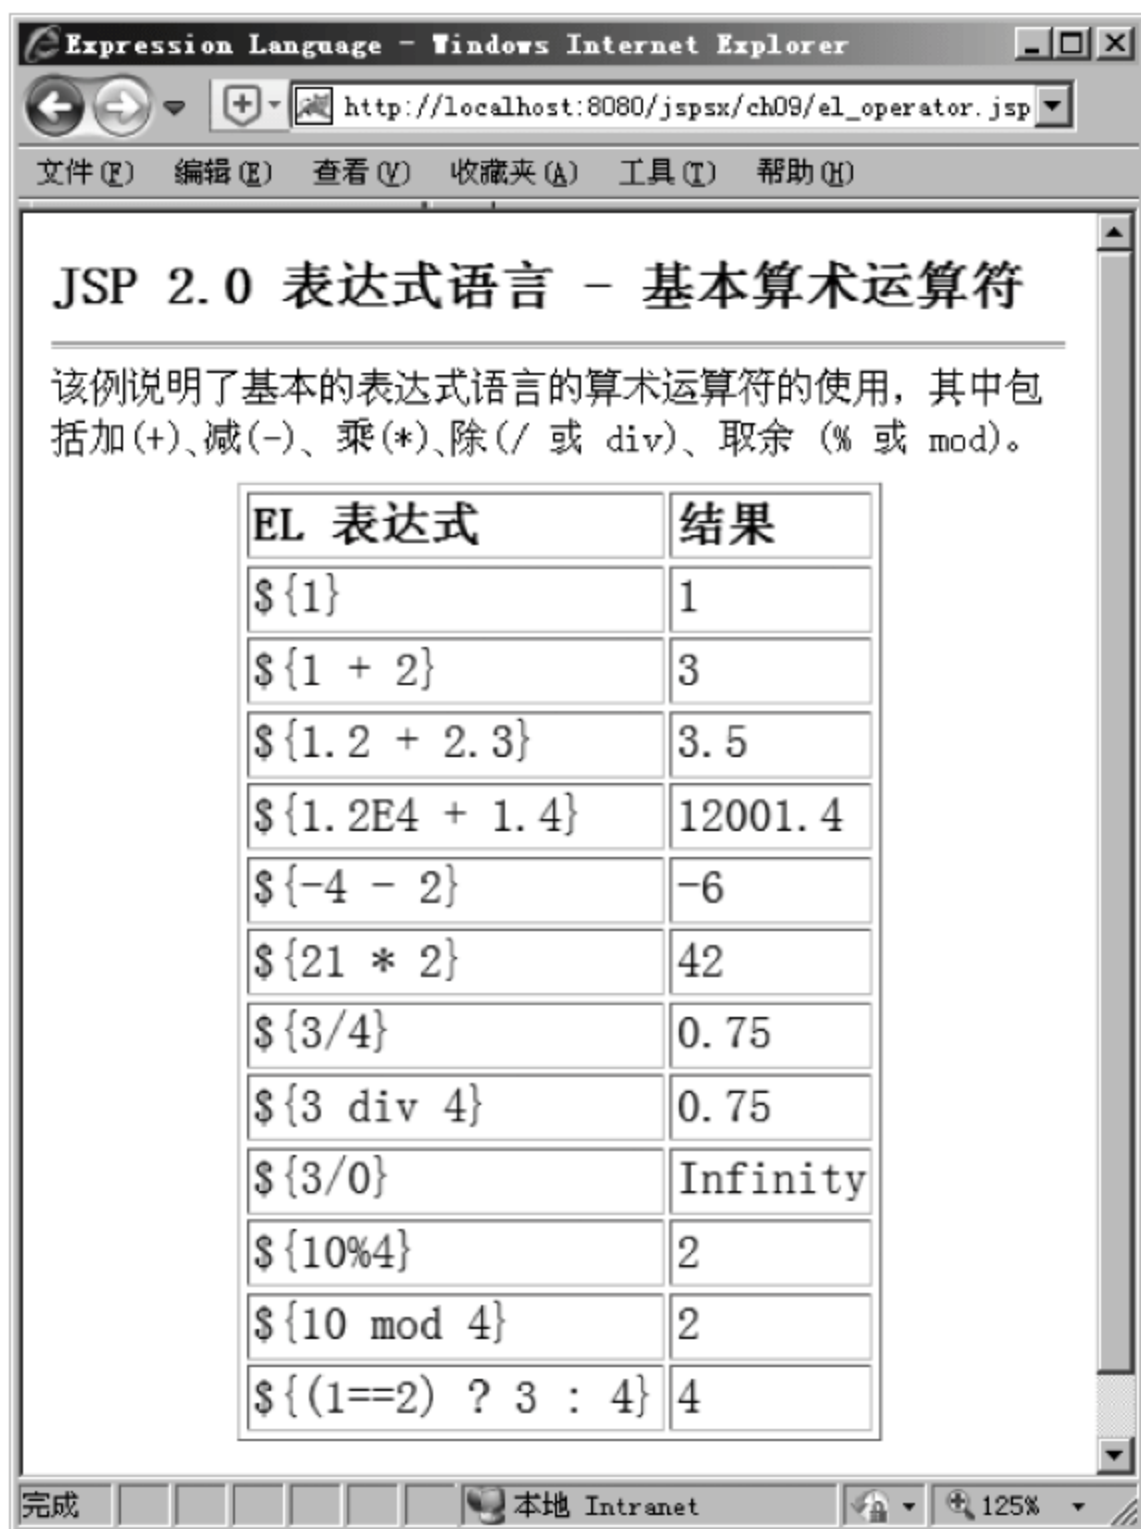 Expression Language - Windows Internet Explorer
http://localhost:8080/jspsx/ch09/el_operator.jsp
文件(F) 编辑(E) 查看(V) 收藏夹(A) 工具(T) 帮助(H)
JSP 2.0 表达式语言 - 基本算术运算符
该例说明了基本的表达式语言的算术运算符的使用，其中包
括加(+)、减(-)、乘(*)、除(/ 或 div)、取余 (% 或 mod)。
EL 表达式 结果
${1} 1
${1 + 2} 3
${1.2 + 2.3} 3.5
${1.2E4 + 1.4} 12001.4
${-4 - 2} -6
${21 * 2} 42
${3/4} 0.75
${3 div 4} 0.75
${3/0} Infinity
${10%4} 2
${10 mod 4} 2
${(1==2) ? 3 : 4} 4
完成 本地 Intranet 125%